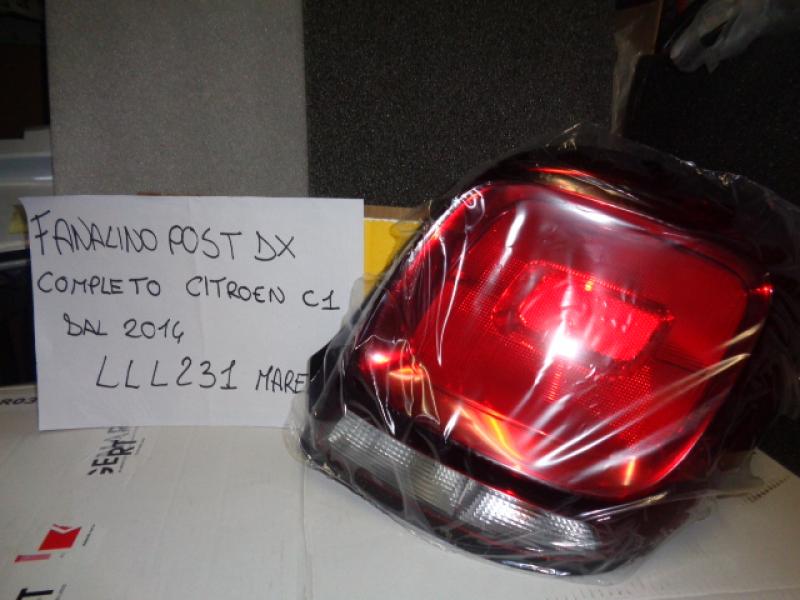 FANALINO POST DX
COMPLETO CITROEN C1
DAL 2014
LLL231 MARE